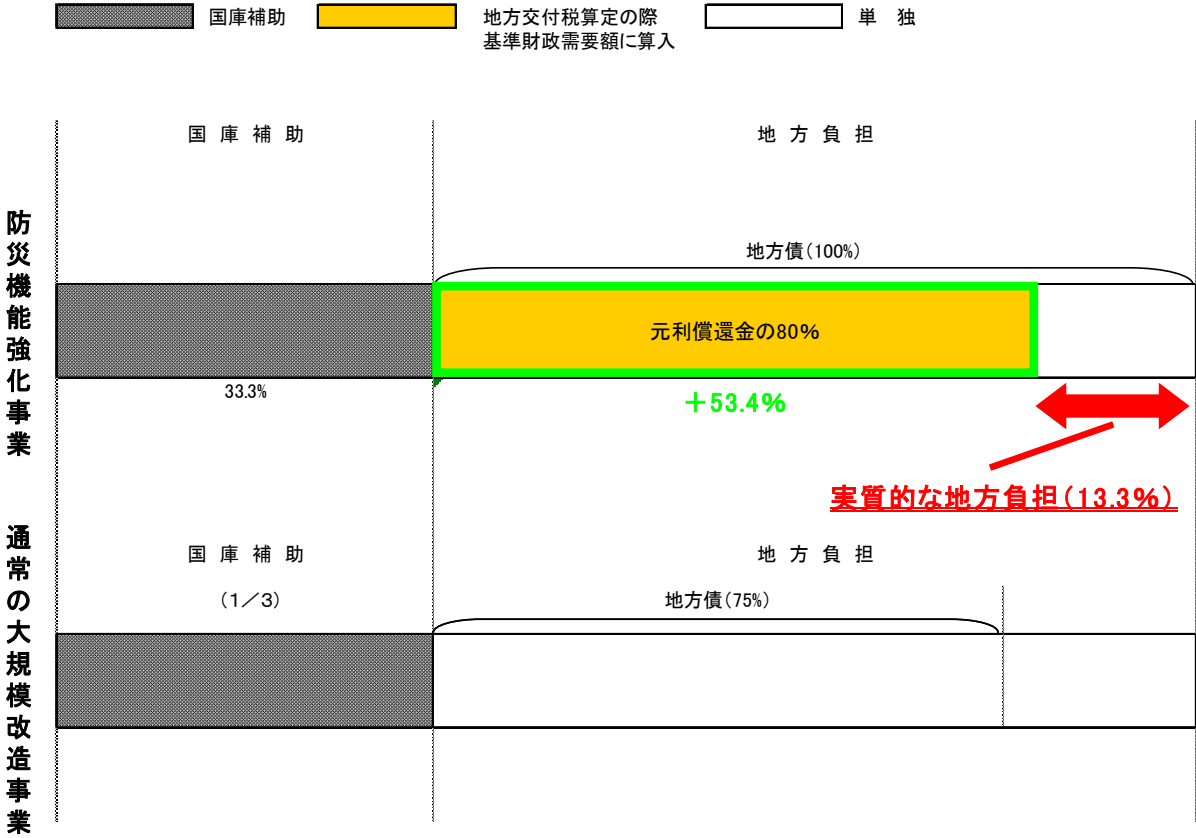 国庫補助
地方交付税算定の際
基準財政需要額に算入
単 独
防災機能強化事業
国 庫 補 助
地 方 負 担
地方債（100%）
元利償還金の80％
33.3%
＋53.4％
実質的な地方負担（13.3％）
通常の大規模改造事業
国 庫 補 助
地 方 負 担
（１／３）
地方債（75%）